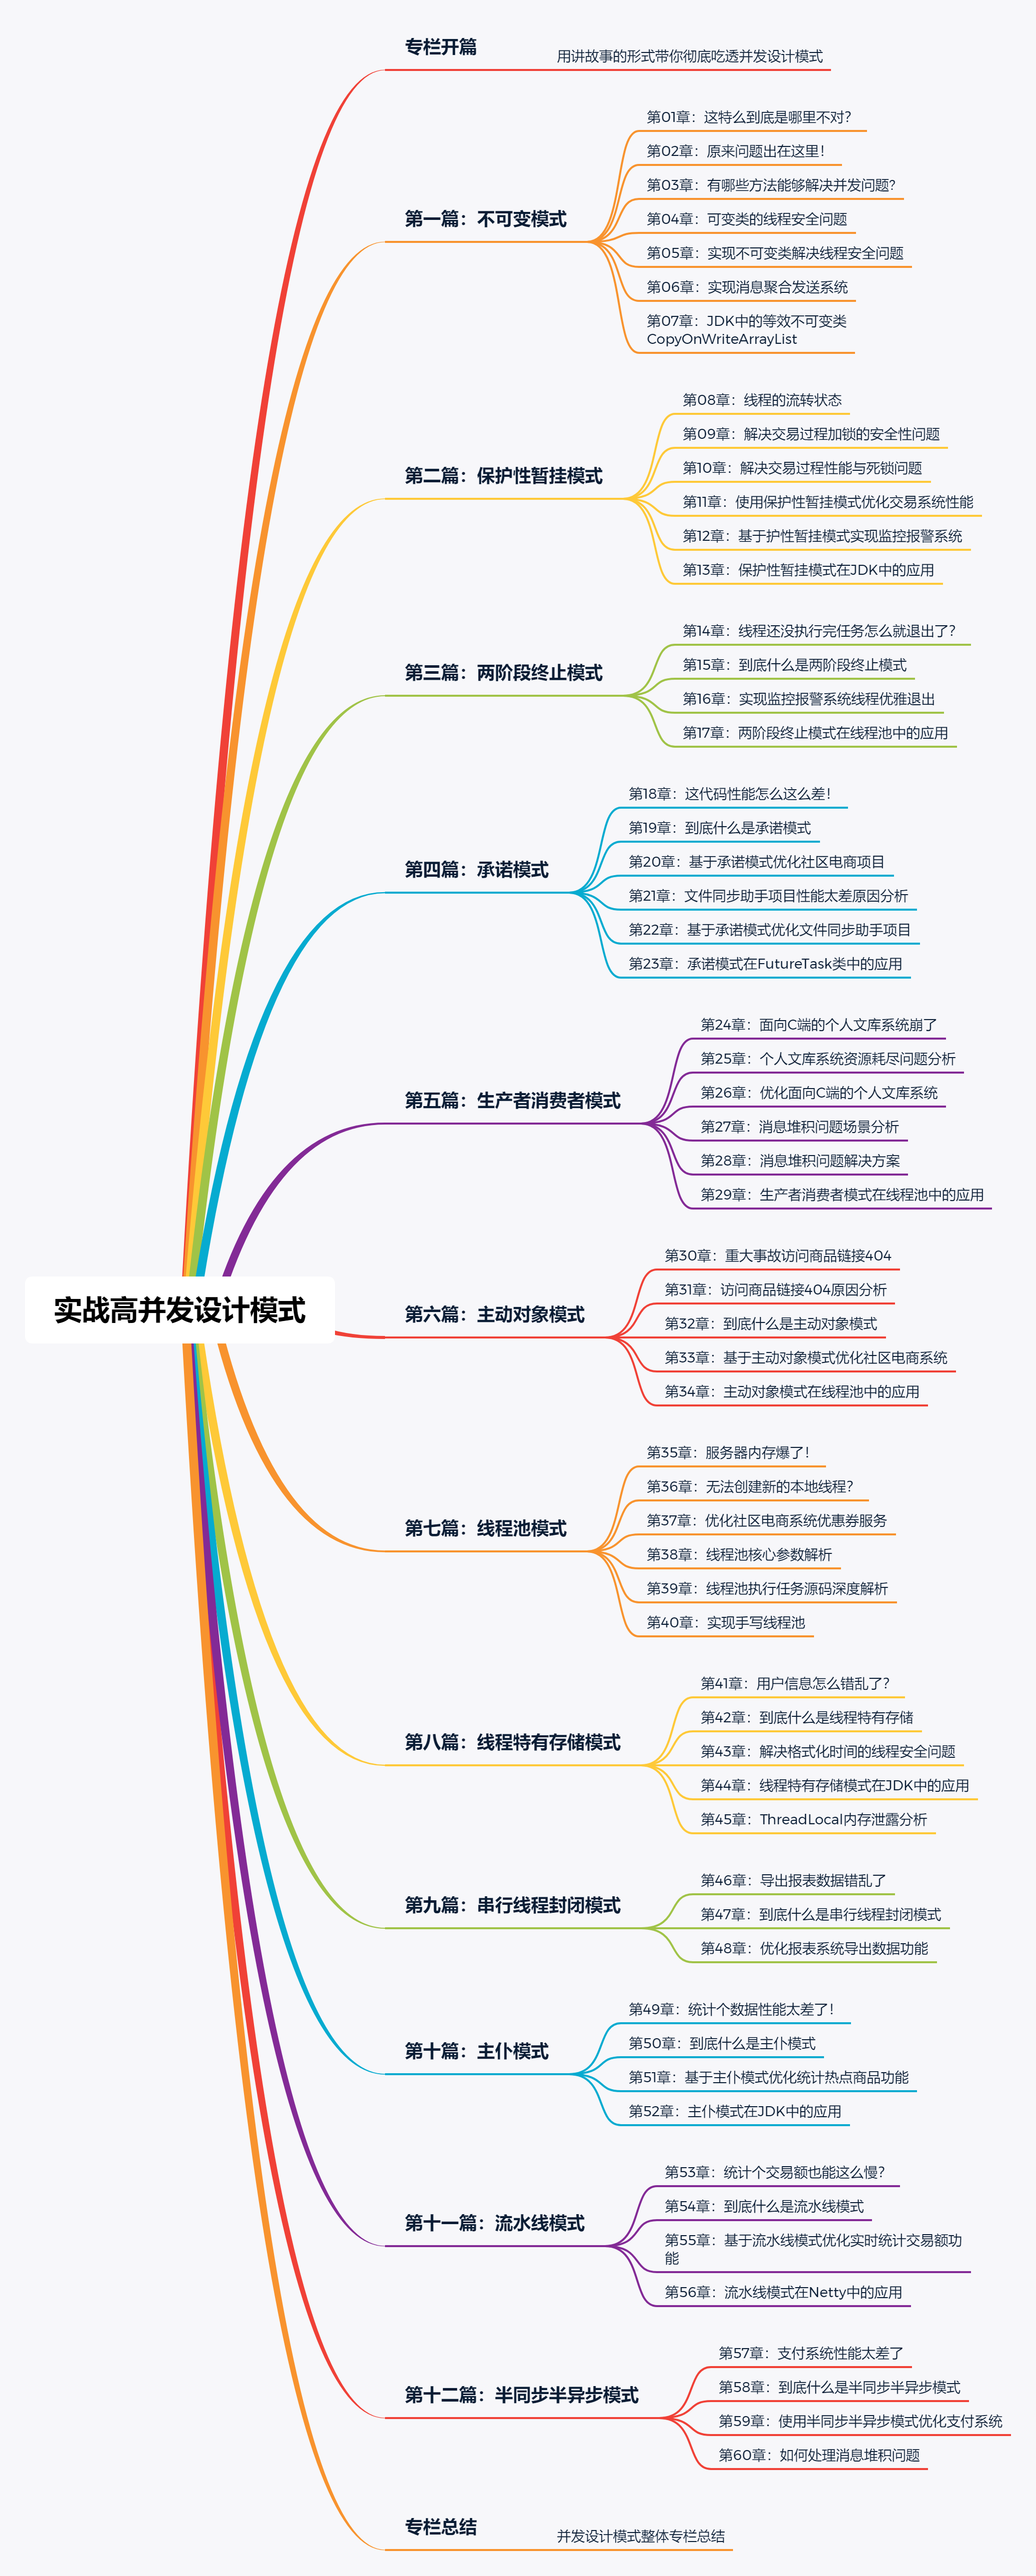 实战高并发设计模式
专栏开篇
用讲故事的形式带你彻底吃透并发设计模式
第一篇：不可变模式
第01章：这特么到底是哪里不对？
第02章：原来问题出在这里！
第03章：有哪些方法能够解决并发问题？
第04章：可变类的线程安全问题
第05章：实现不可变类解决线程安全问题
第06章：实现消息聚合发送系统
第07章：JDK中的等效不可变类
CopyOnWriteArrayList
第二篇：保护性暂挂模式
第08章：线程的流转状态
第09章：解决交易过程加锁的安全性问题
第10章：解决交易过程性能与死锁问题
第11章：使用保护性暂挂模式优化交易系统性能
第12章：基于护性暂挂模式实现监控报警系统
第13章：保护性暂挂模式在JDK中的应用
第三篇：两阶段终止模式
第14章：线程还没执行完任务怎么就退出了？
第15章：到底什么是两阶段终止模式
第16章：实现监控报警系统线程优雅退出
第17章：两阶段终止模式在线程池中的应用
第四篇：承诺模式
第18章：这代码性能怎么这么差！
第19章：到底什么是承诺模式
第20章：基于承诺模式优化社区电商项目
第21章：文件同步助手项目性能太差原因分析
第22章：基于承诺模式优化文件同步助手项目
第23章：承诺模式在FutureTask类中的应用
第五篇：生产者消费者模式
第24章：面向C端的个人文库系统崩了
第25章：个人文库系统资源耗尽问题分析
第26章：优化面向C端的个人文库系统
第27章：消息堆积问题场景分析
第28章：消息堆积问题解决方案
第29章：生产者消费者模式在线程池中的应用
第六篇：主动对象模式
第30章：重大事故访问商品链接404
第31章：访问商品链接404原因分析
第32章：到底什么是主动对象模式
第33章：基于主动对象模式优化社区电商系统
第34章：主动对象模式在线程池中的应用
第七篇：线程池模式
第35章：服务器内存爆了！
第36章：无法创建新的本地线程？
第37章：优化社区电商系统优惠券服务
第38章：线程池核心参数解析
第39章：线程池执行任务源码深度解析
第40章：实现手写线程池
第八篇：线程特有存储模式
第41章：用户信息怎么错乱了？
第42章：到底什么是线程特有存储
第43章：解决格式化时间的线程安全问题
第44章：线程特有存储模式在JDK中的应用
第45章：ThreadLocal内存泄露分析
第九篇：串行线程封闭模式
第46章：导出报表数据错乱了
第47章：到底什么是串行线程封闭模式
第48章：优化报表系统导出数据功能
第十篇：主仆模式
第49章：统计个数据性能太差了！
第50章：到底什么是主仆模式
第51章：基于主仆模式优化统计热点商品功能
第52章：主仆模式在JDK中的应用
第十一篇：流水线模式
第53章：统计个交易额也能这么慢？
第54章：到底什么是流水线模式
第55章：基于流水线模式优化实时统计交易额功
能
第56章：流水线模式在Netty中的应用
第十二篇：半同步半异步模式
第57章：支付系统性能太差了
第58章：到底什么是半同步半异步模式
第59章：使用半同步半异步模式优化支付系统
第60章：如何处理消息堆积问题
专栏总结
并发设计模式整体专栏总结